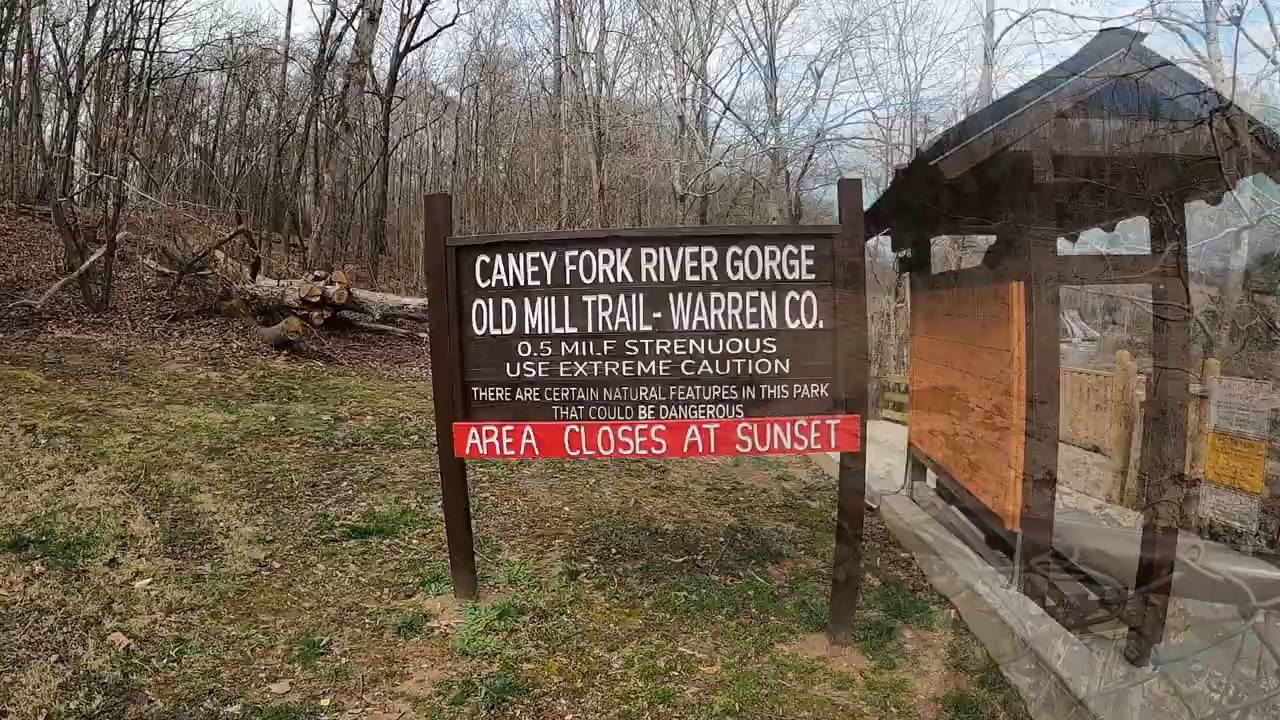 CANEY FORK RIVER GORGE
OLD MILL TRAIL- WARREN CO.
0.5 MILE STRENUOUS
USE EXTREME CAUTION
THERE ARE CERTAIN NATURAL FEATURES IN THIS PARK
THAT COULD BE DANGEROUS
AREA CLOSES AT SUNSET